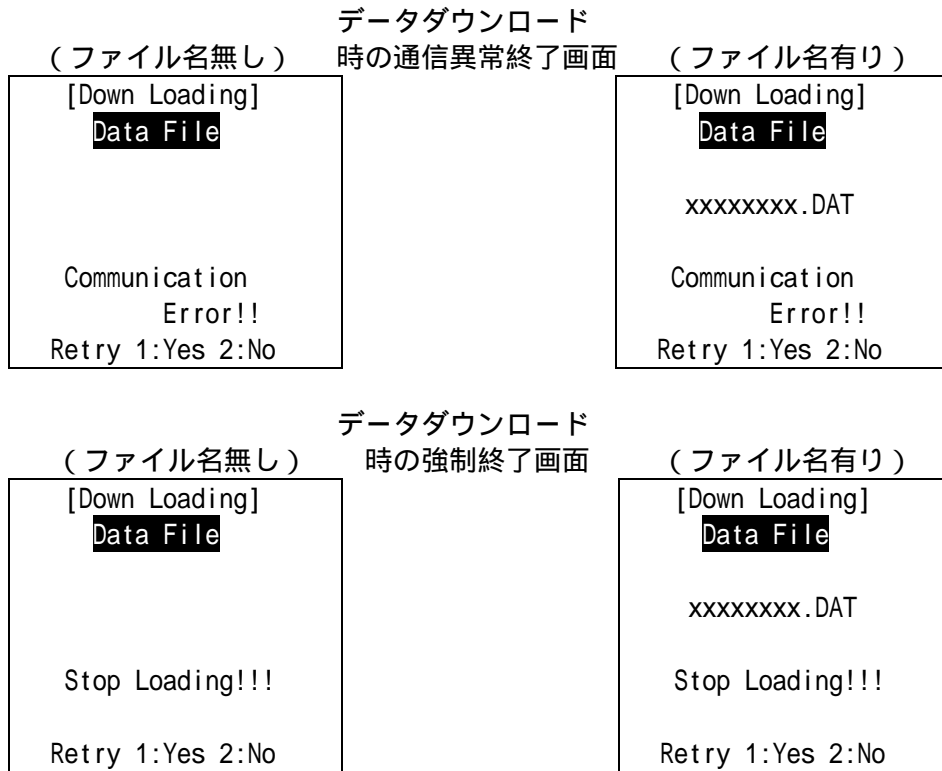 データダウンロード
(ファイル名無し) 時の通信異常終了画面 (ファイル名有り)
[Down Loading] [Down Loading]
Data File Data File
xxxxxxxx.DAT
Communication Communication
Error!! Error!!
Retry 1:Yes 2:No Retry 1:Yes 2:No
データダウンロード
(ファイル名無し) 時の強制終了画面 (ファイル名有り)
[Down Loading] [Down Loading]
Data File Data File
xxxxxxxx.DAT
Stop Loading!!! Stop Loading!!!
Retry 1:Yes 2:No Retry 1:Yes 2:No